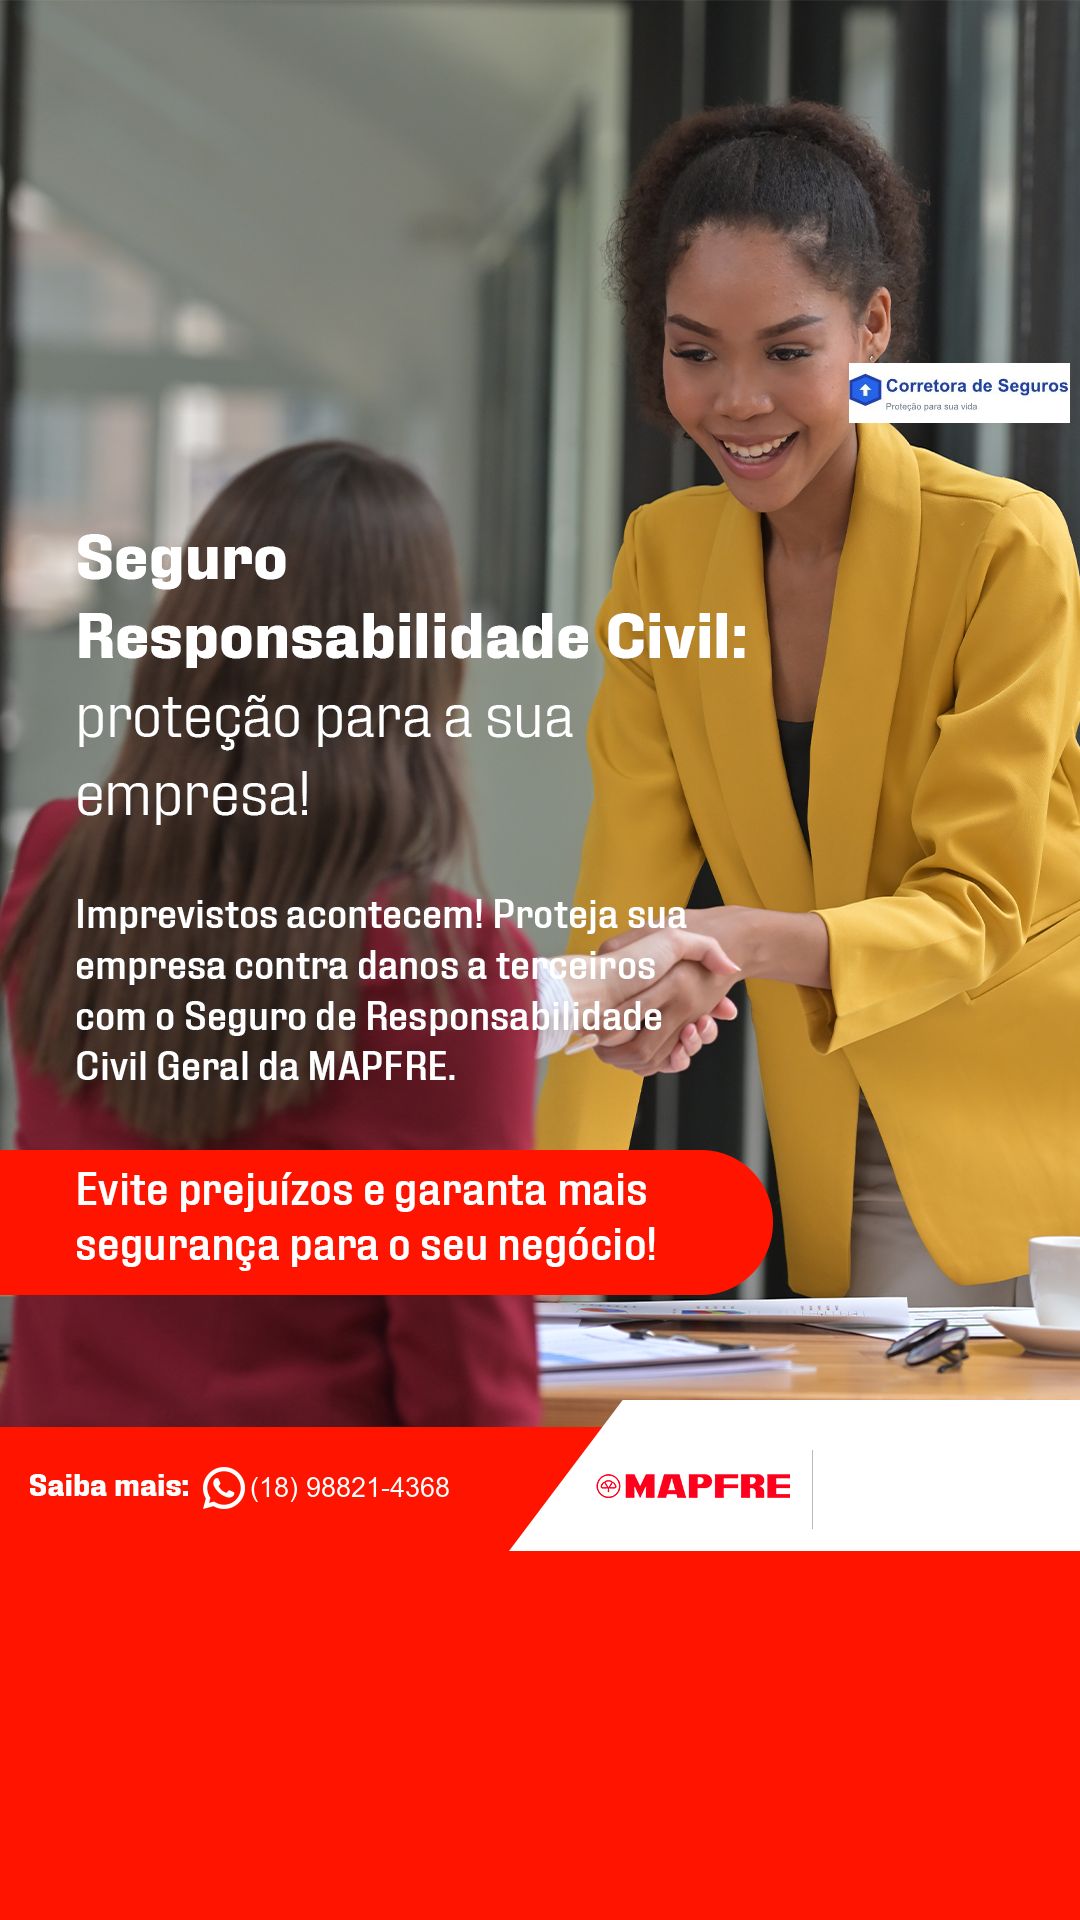 Corretora de Seguros
Proteção para sua vida
Seguro
Responsabilidade Civil:
proteção para a sua
empresa!
Imprevistos acontecem! Proteja sua
empresa contra danos a terceiros
com o Seguro de Responsabilidade
Civil Geral da MAPFRE.
Evite prejuízos e garanta mais
segurança para o seu negócio!
Saiba mais: (18) 98821-4368
MAPFRE